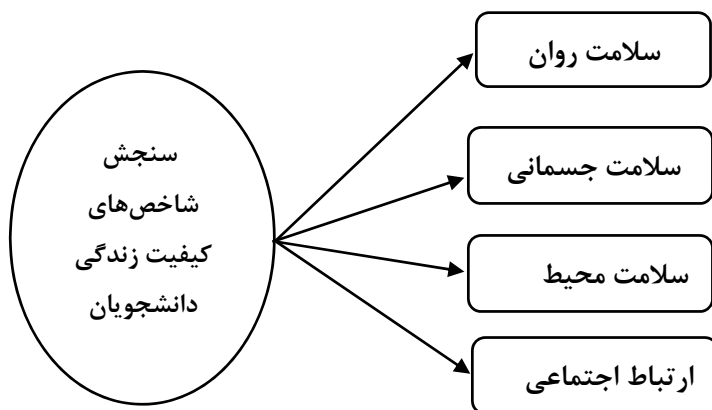 سنجش
شاخص‌های
کیفیت زندگی
دانشجویان
سلامت روان
سلامت جسمانی
سلامت محیط
ارتباط اجتماعی